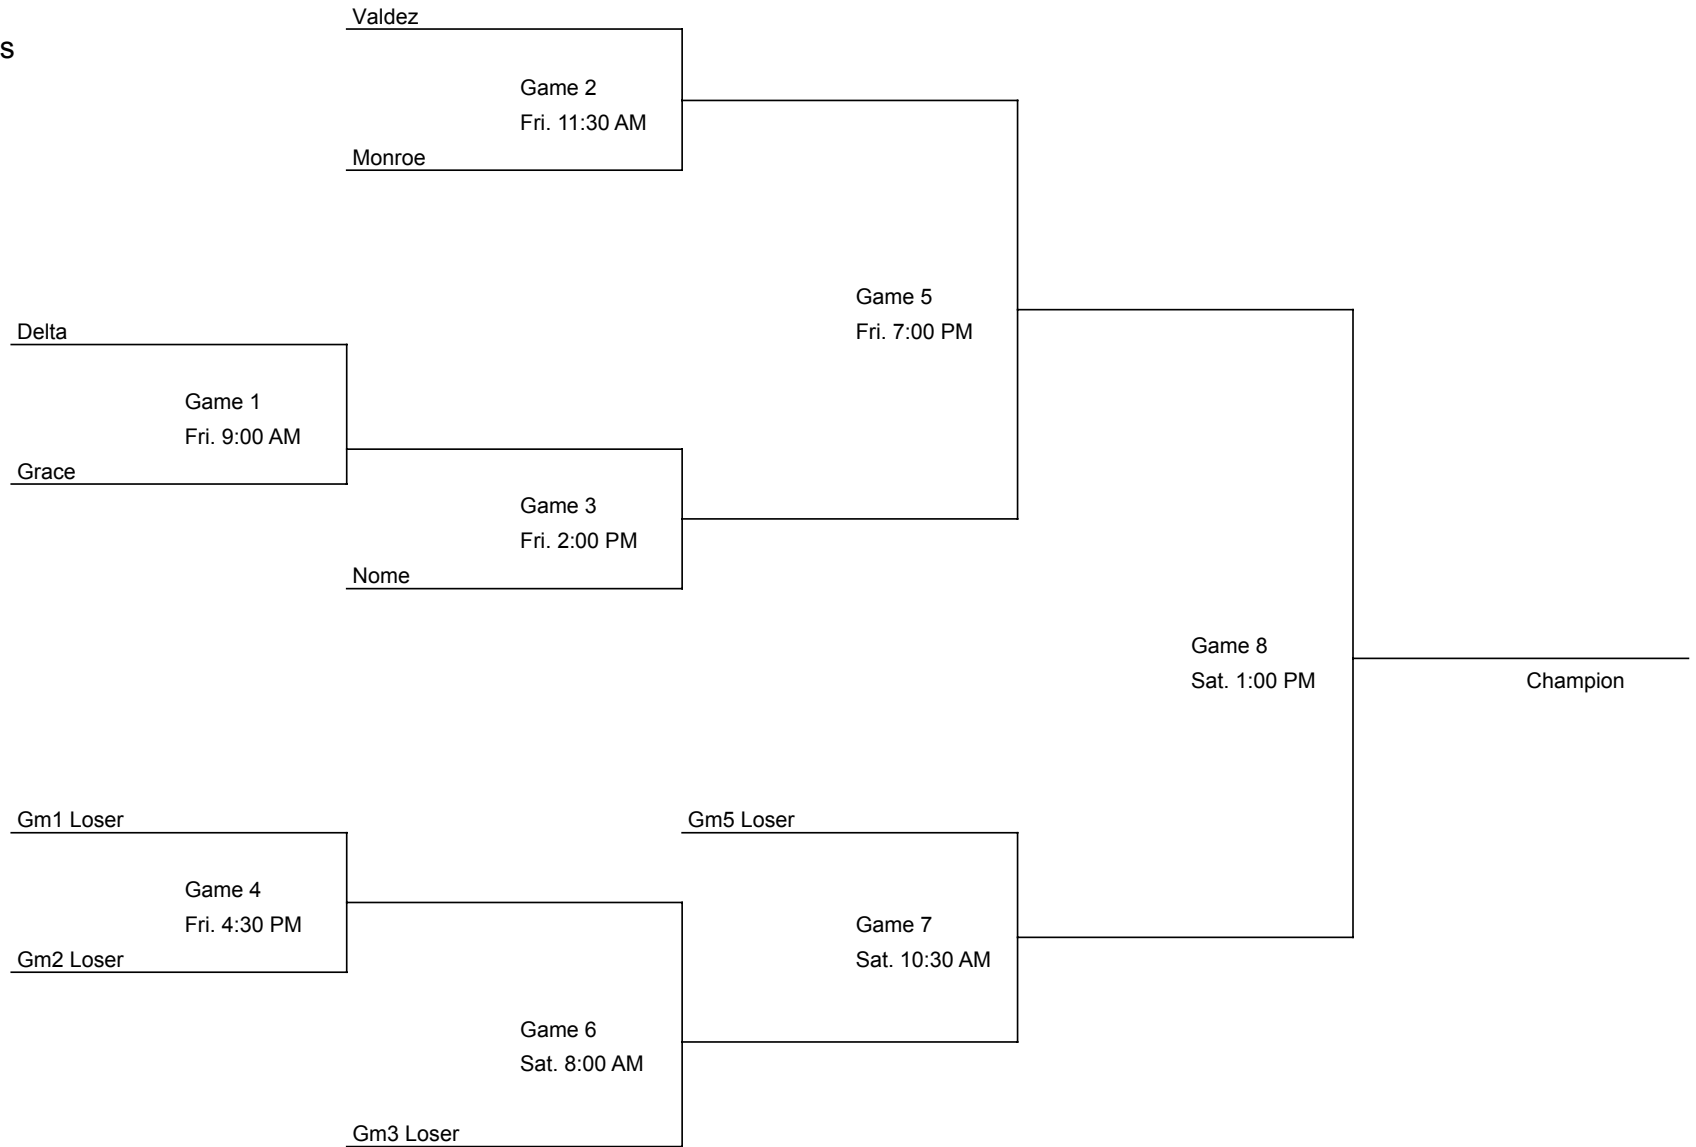 Valdez
s
Game 2
Fri. 11:30 AM
Monroe
Game 5
Fri. 7:00 PM
Delta
Game 1
Fri. 9:00 AM
Grace
Game 3
Fri. 2:00 PM
Nome
Game 8
Sat. 1:00 PM
Champion
Gm1 Loser
Gm5 Loser
Game 4
Fri. 4:30 PM
Gm2 Loser
Game 7
Sat. 10:30 AM
Game 6
Sat. 8:00 AM
Gm3 Loser